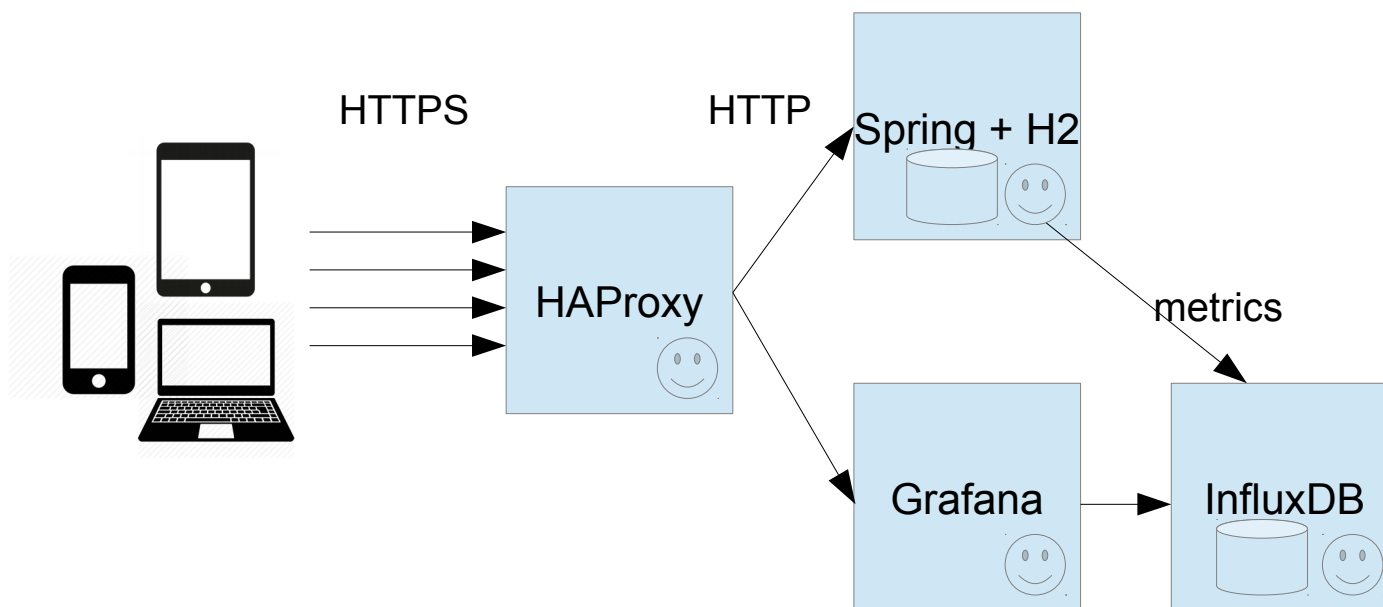 HTTPS
HTTP
Spring + H2
HAProxy
metrics
Grafana
InfluxDB